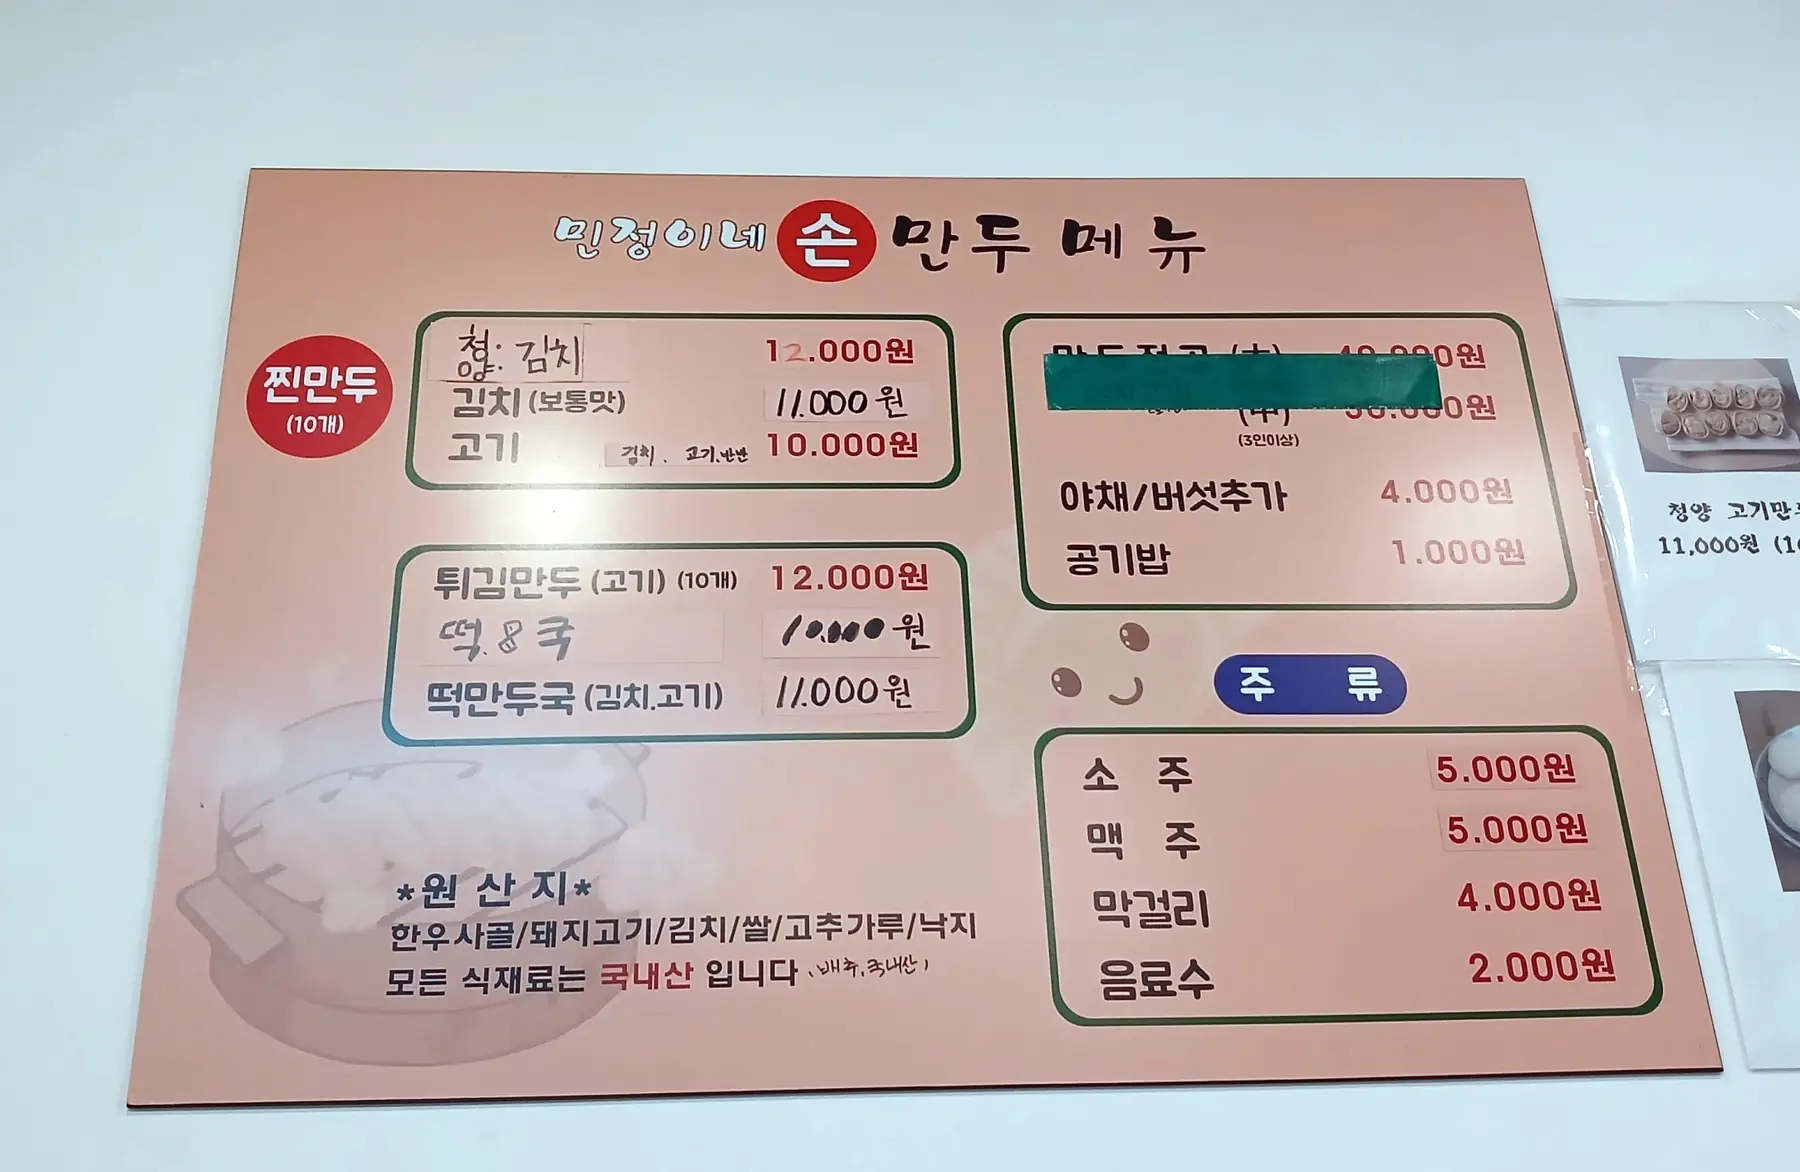 민정이네 손 만두 메뉴
찐만두
(10개)
청.양. 김치 12.000원
김치 (보통맛) 11.000원
고기 김치. 고기.반반 10.000원
튀김만두 (고기) (10개) 12.000원
떡.국 10.000원
떡만두국 (김치.고기) 11.000원
*원 산 지*
한우사골/돼지고기/김치/쌀/고추가루/낙지
모든 식재료는 국내산 입니다 (배추.국내산)
(中)
(3인이상)
야채/버섯추가 4.000원
공기밥 1.000원
주 류
소 주 5.000원
맥 주 5.000원
막걸리 4.000원
음료수 2.000원
청양 고기만
11,000원